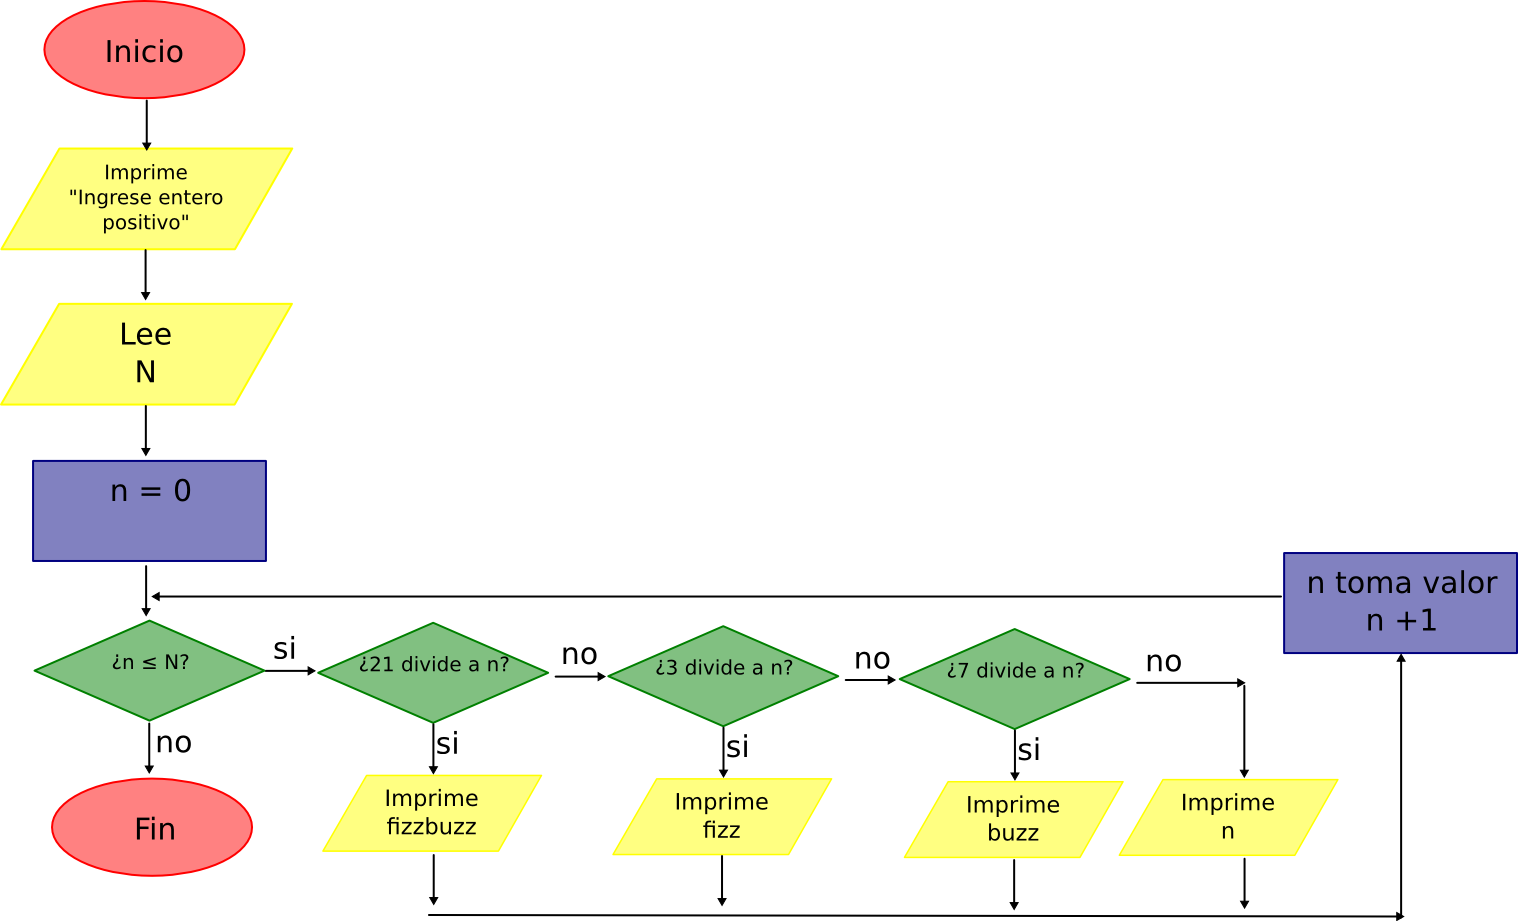 Inicio
Imprime
"Ingrese entero
positivo"
Lee
N
n = 0
n toma valor
n +1
¿n ≤ N?
si
¿21 divide a n?
no
¿3 divide a n?
no
¿7 divide a n?
no
no
si
si
si
Fin
Imprime
fizzbuzz
Imprime
fizz
Imprime
buzz
Imprime
n